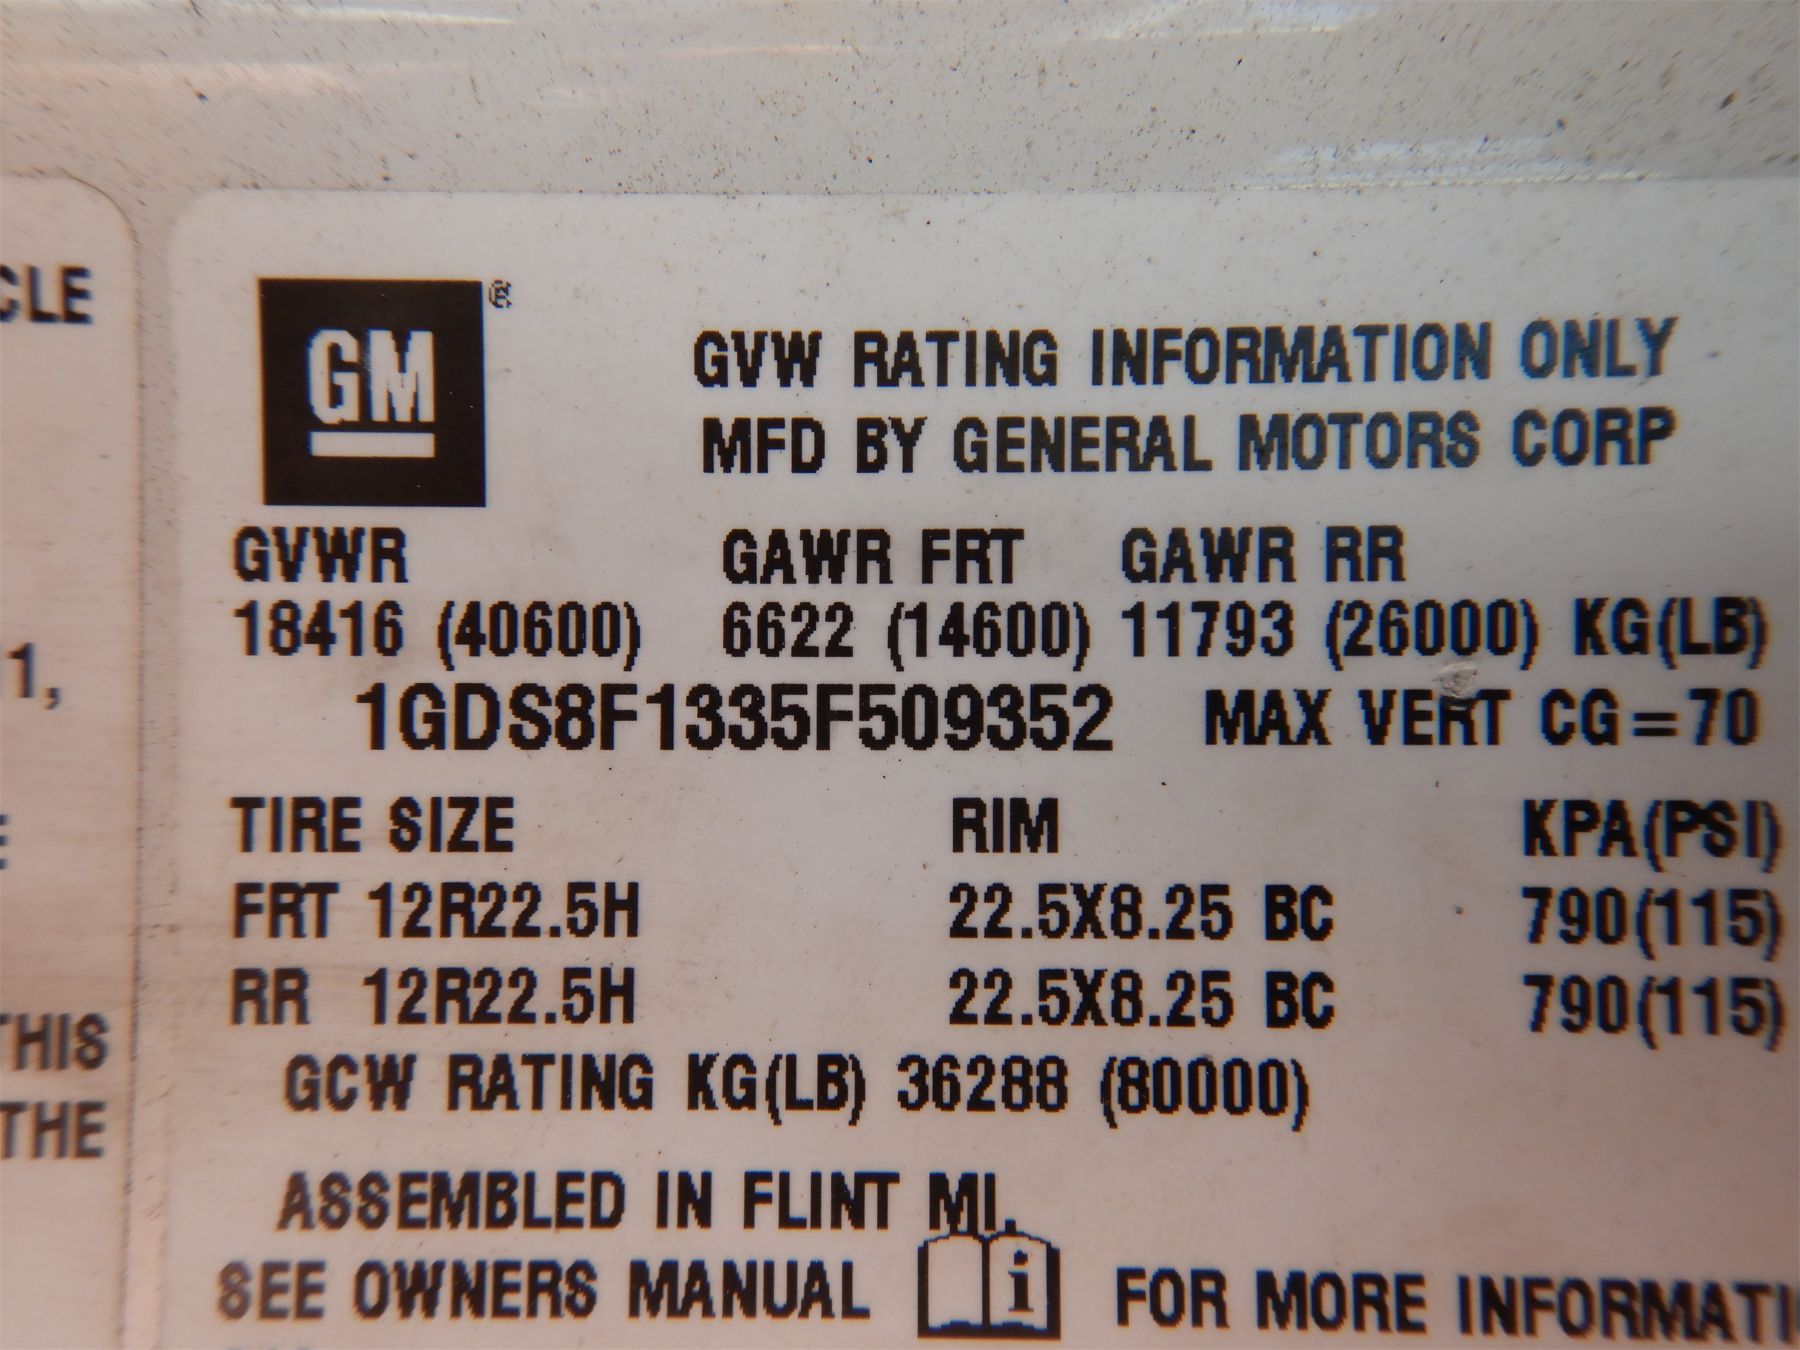 CLE
1,
THIS
THE
GM ®
GVW RATING INFORMATION ONLY
MFD BY GENERAL MOTORS CORP
GVWR GAWR FRT GAWR RR
18416 (40600) 6622 (14600) 11793 (26000) KG(LB)
1GDS8F1335F509352 MAX VERT CG=70
TIRE SIZE RIM KPA(PSI)
FRT 12R22.5H 22.5X8.25 BC 790(115)
RR 12R22.5H 22.5X8.25 BC 790(115)
GCW RATING KG(LB) 36288 (80000)
ASSEMBLED IN FLINT MI.
SEE OWNERS MANUAL i FOR MORE INFORMATI